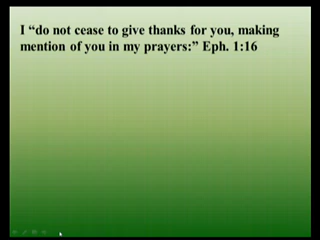 I “do not cease to give thanks for you, making
mention of you in my prayers:” Eph. 1:16